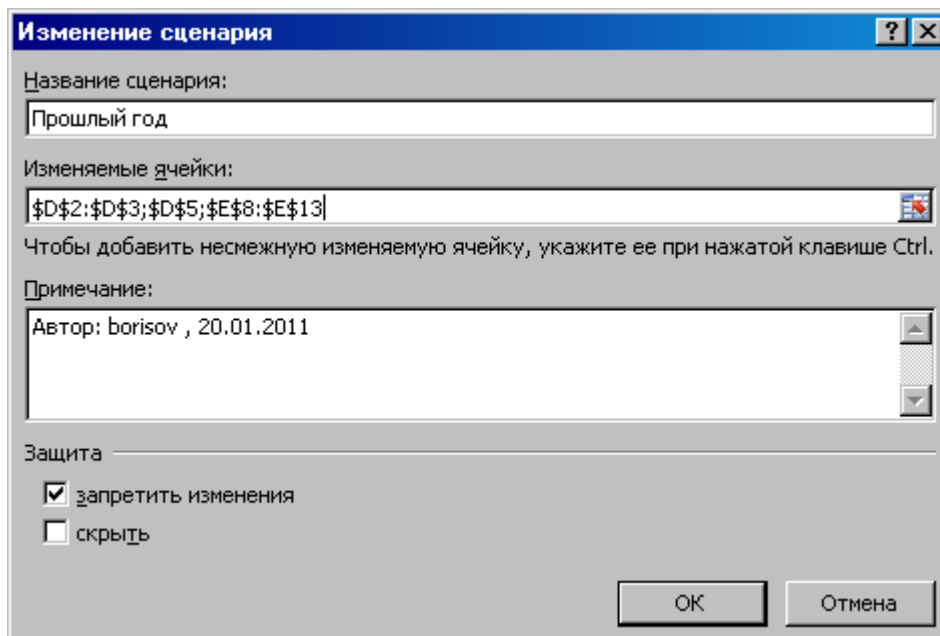 Изменение сценария
Название сценария:
Прошлый год
Изменяемые ячейки:
$D$2:$D$3;$D$5;$E$8:$E$13
Чтобы добавить несмежную изменяемую ячейку, укажите ее при нажатой клавише Ctrl.
Примечание:
Автор: borisov , 20.01.2011
Защита
запретить изменения
скрыть
ОК Отмена